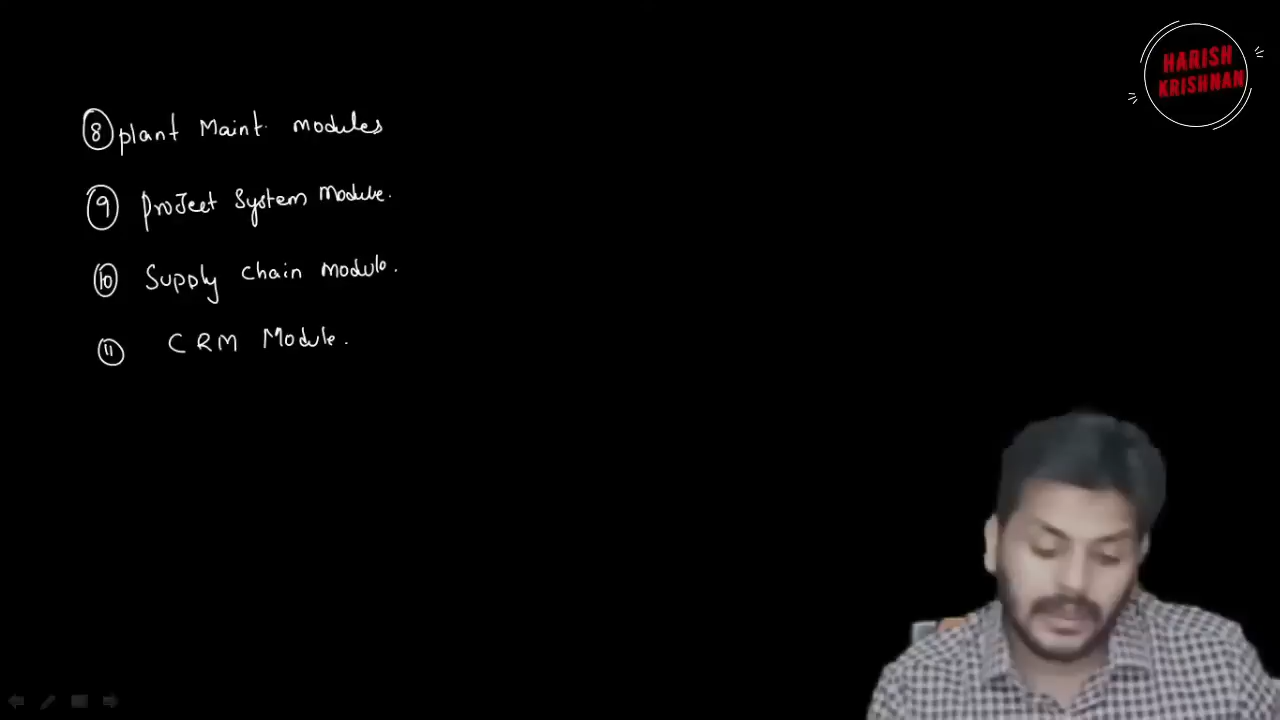 HARISH
KRISHNAN
8 plant Maint. modules
9 ProJect System Module.
10 Supply chain module.
11 CRM Module.